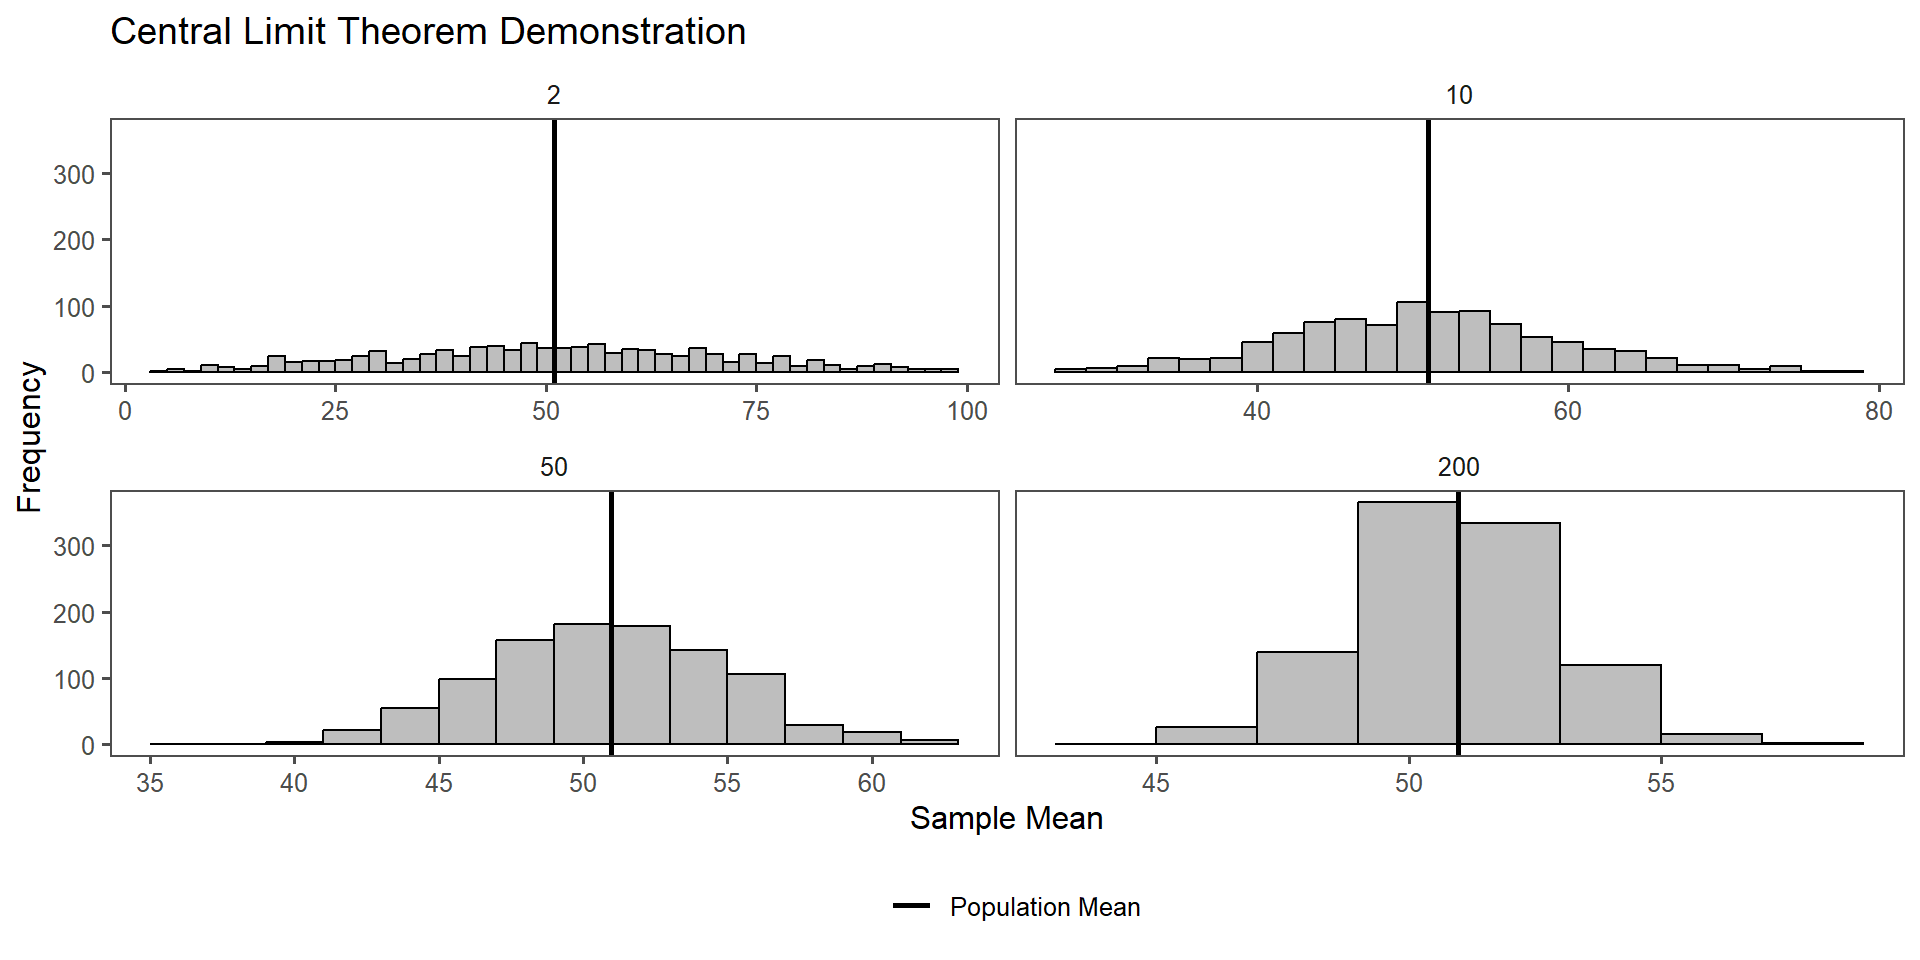 Central Limit Theorem Demonstration
2
10
300
200
100
0
0 25 50 75 100
40 60 80
Frequency
50
200
300
200
100
0
35 40 45 50 55 60
45 50 55
Sample Mean
Population Mean